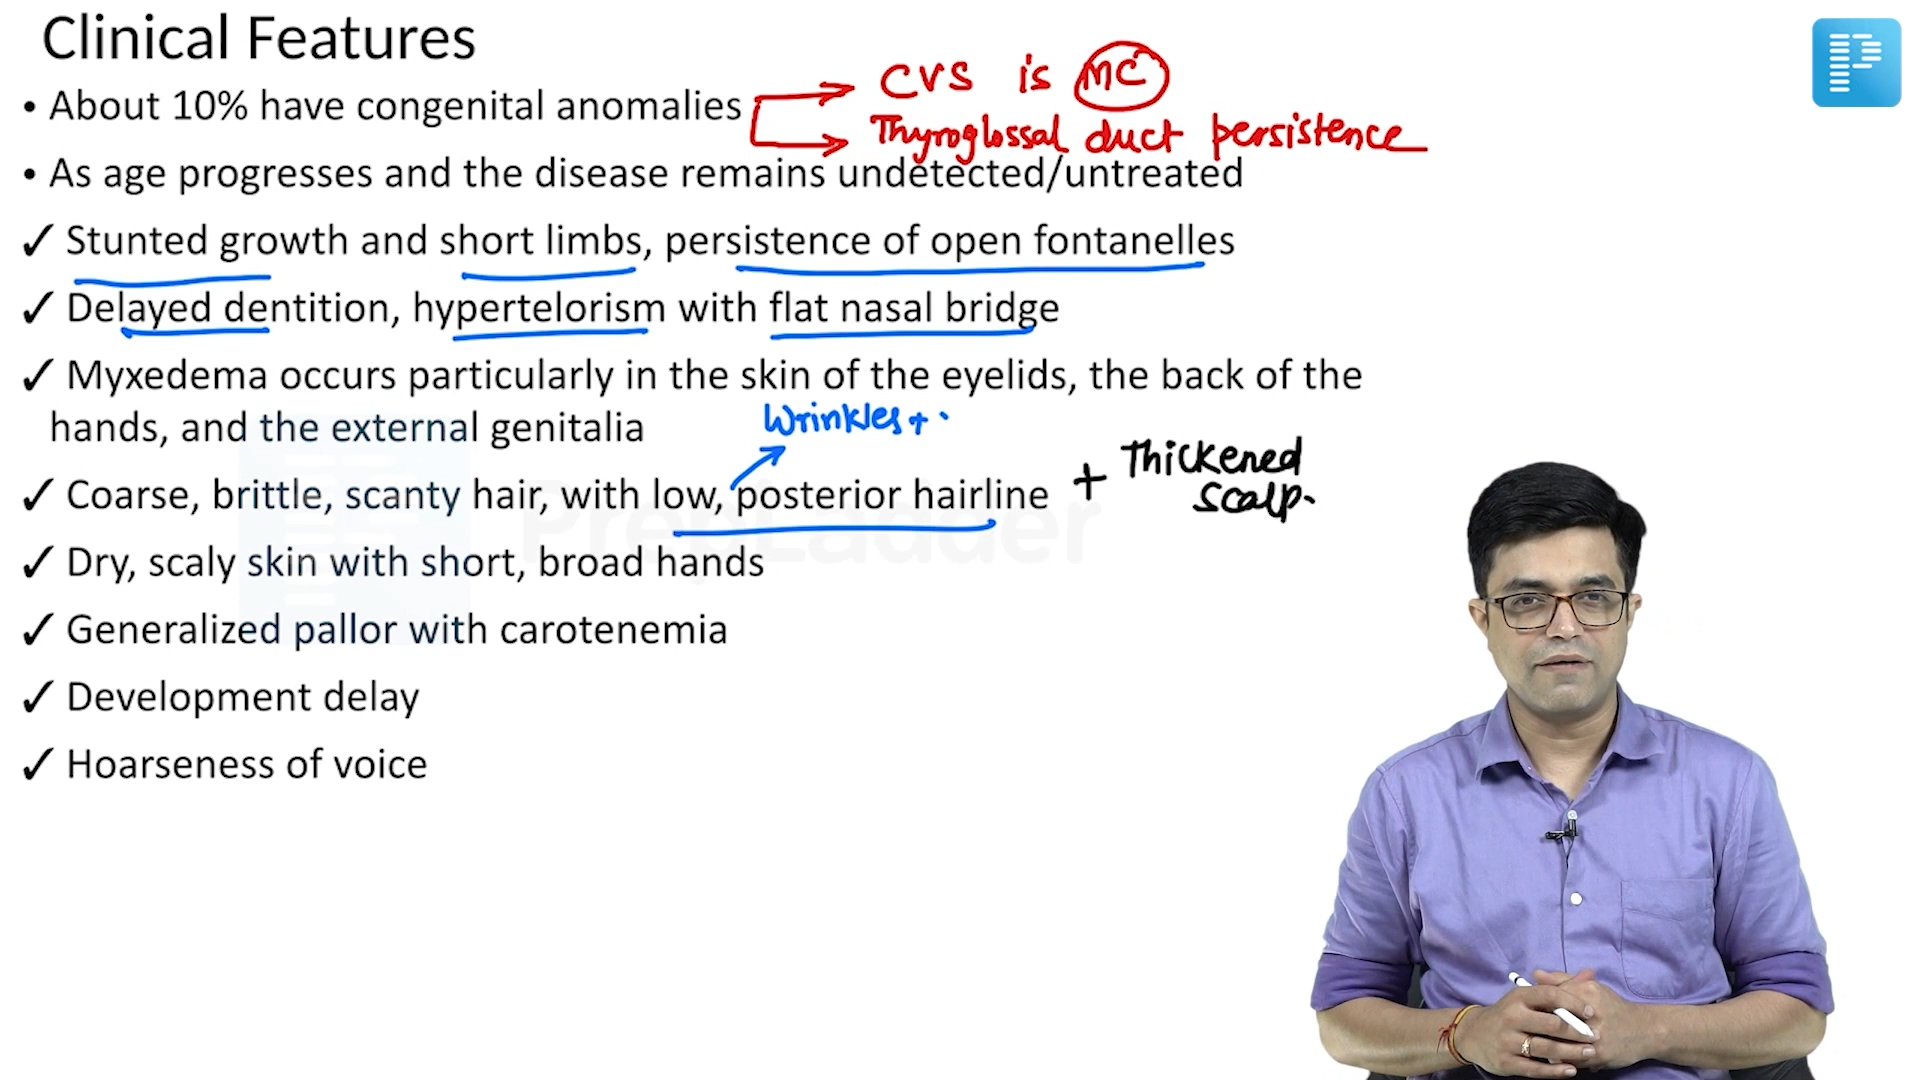 Clinical Features
• About 10% have congenital anomalies
CVS is MC
Thyroglossal duct persistence
• As age progresses and the disease remains undetected/untreated
✓ Stunted growth and short limbs, persistence of open fontanelles
✓ Delayed dentition, hypertelorism with flat nasal bridge
✓ Myxedema occurs particularly in the skin of the eyelids, the back of the
hands, and the external genitalia
Wrinkles +.
✓ Coarse, brittle, scanty hair, with low, posterior hairline
+ Thickened
scalp.
PrepLadder
✓ Dry, scaly skin with short, broad hands
✓ Generalized pallor with carotenemia
✓ Development delay
✓ Hoarseness of voice